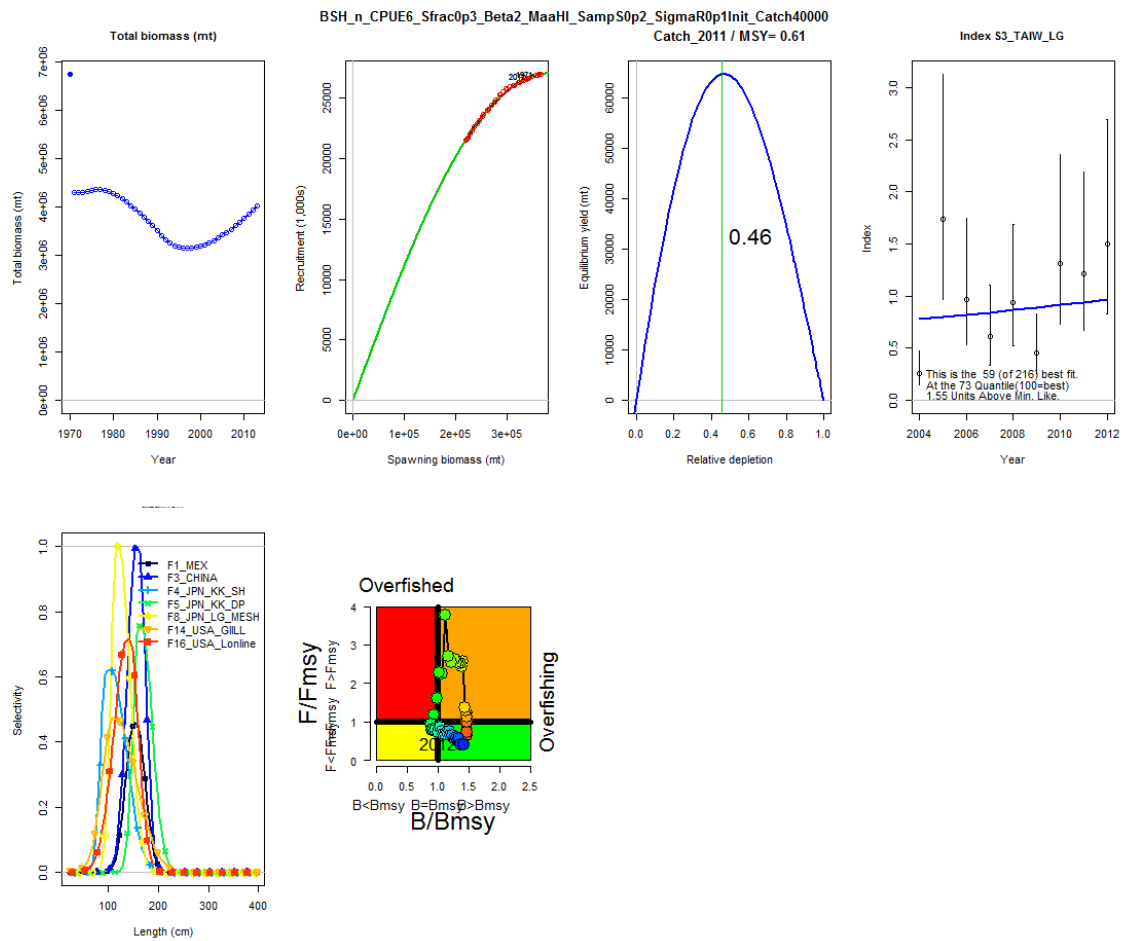 BSH_n_CPUE6_Sfrac0p3_Beta2_MaaHI_SampS0p2_SigmaR0p1Init_Catch40000
Total biomass (mt)
Catch_2011 / MSY= 0.61
Index S3_TAIW_LG
Total biomass (mt)
0e+00 1e+06 2e+06 3e+06 4e+06 5e+06 6e+06 7e+06
1970 1980 1990 2000 2010
Year
Recruitment (1,000s)
0 5000 10000 15000 20000 25000
1971
0e+00 1e+05 2e+05 3e+05
Spawning biomass (mt)
Equilibrium yield (mt)
0 10000 20000 30000 40000 50000 60000
0.46
0.0 0.2 0.4 0.6 0.8 1.0
Relative depletion
Index
0.0 0.5 1.0 1.5 2.0 2.5 3.0
This is the 59 (of 216) best fit.
At the 73 Quantile(100=best)
1.55 Units Above Min. Like.
2004 2006 2008 2010 2012
Year
Selectivity
0.0 0.2 0.4 0.6 0.8 1.0
F1_MEX
F3_CHINA
F4_JPN_KK_SH
F5_JPN_KK_DP
F8_JPN_LG_MESH
F14_USA_GIILL
F16_USA_Lonline
100 200 300 400
Length (cm)
Overfished
F/Fmsy
F<Fmsy F>Fmsy
0 1 2 3 4
2012
Overfishing
0.0 0.5 1.0 1.5 2.0 2.5
B<Bmsy B=Bmsy B>Bmsy
B/Bmsy